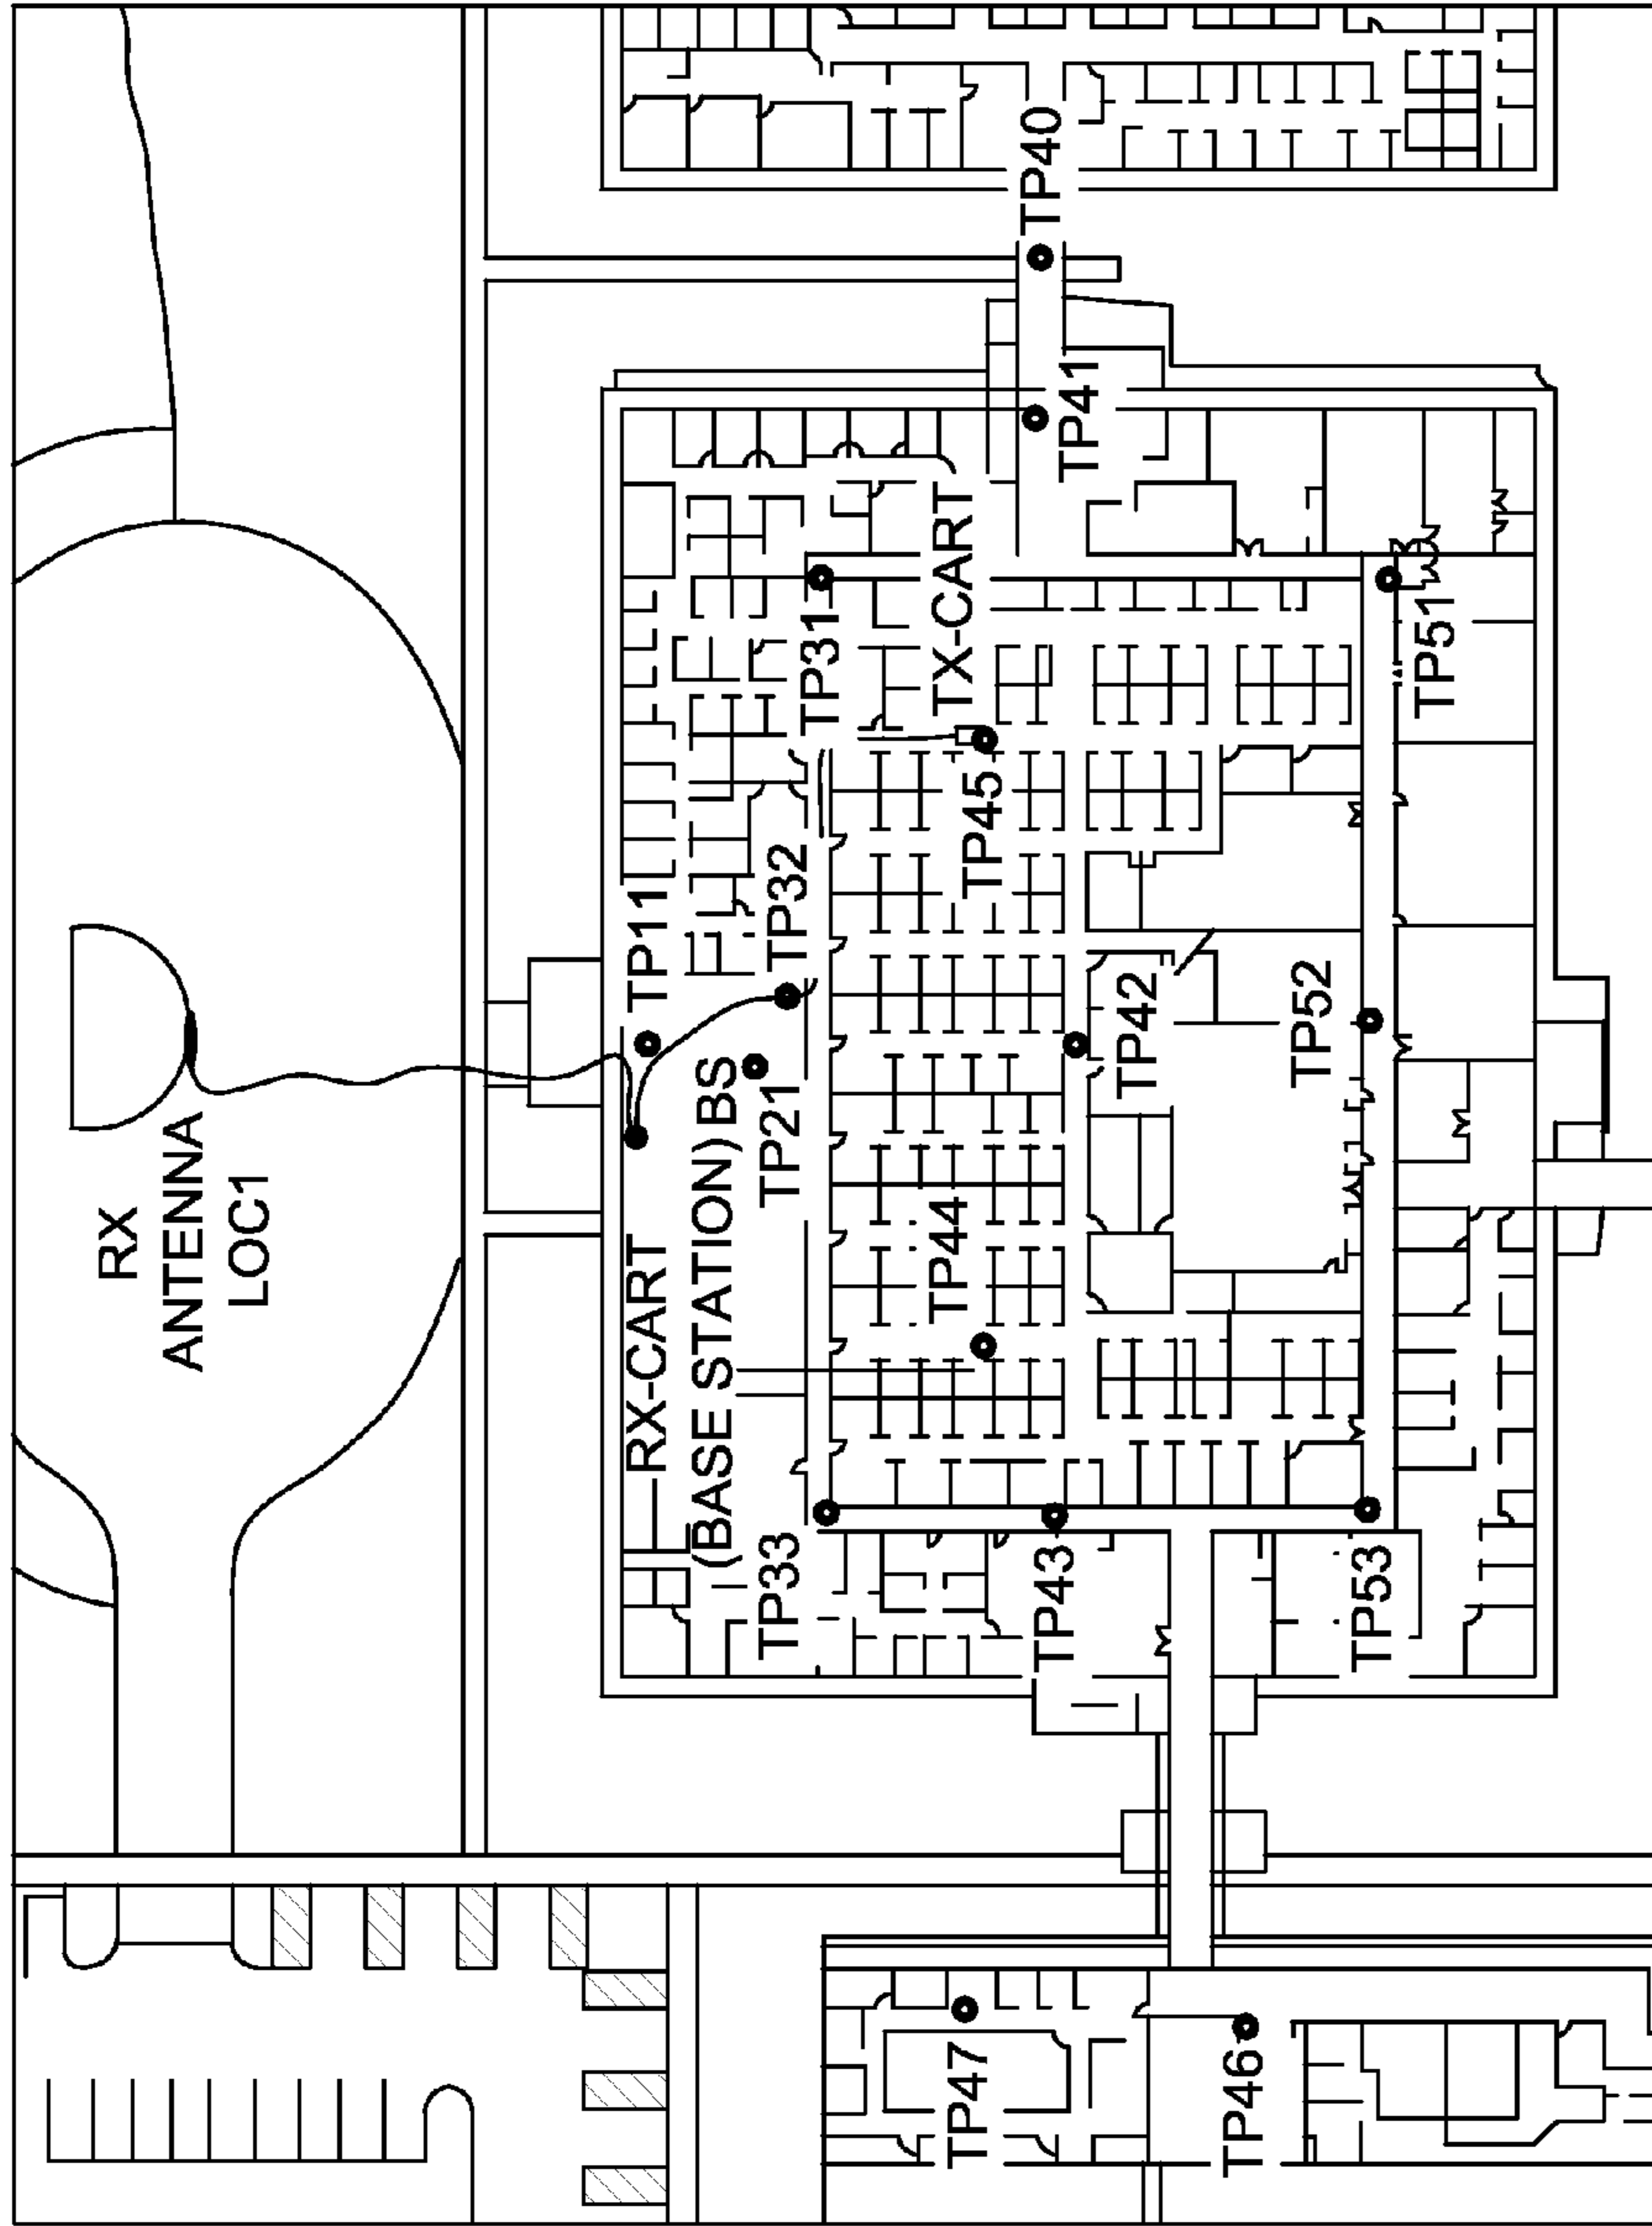 RX
ANTENNA
LOC1
RX-CART
(BASE STATION) BS
TP11
TP21
TP32
TP31
TP33
TX-CART
TP44
TP45
TP40
TP41
TP42
TP43
TP52
TP51
TP53
TP47
TP46